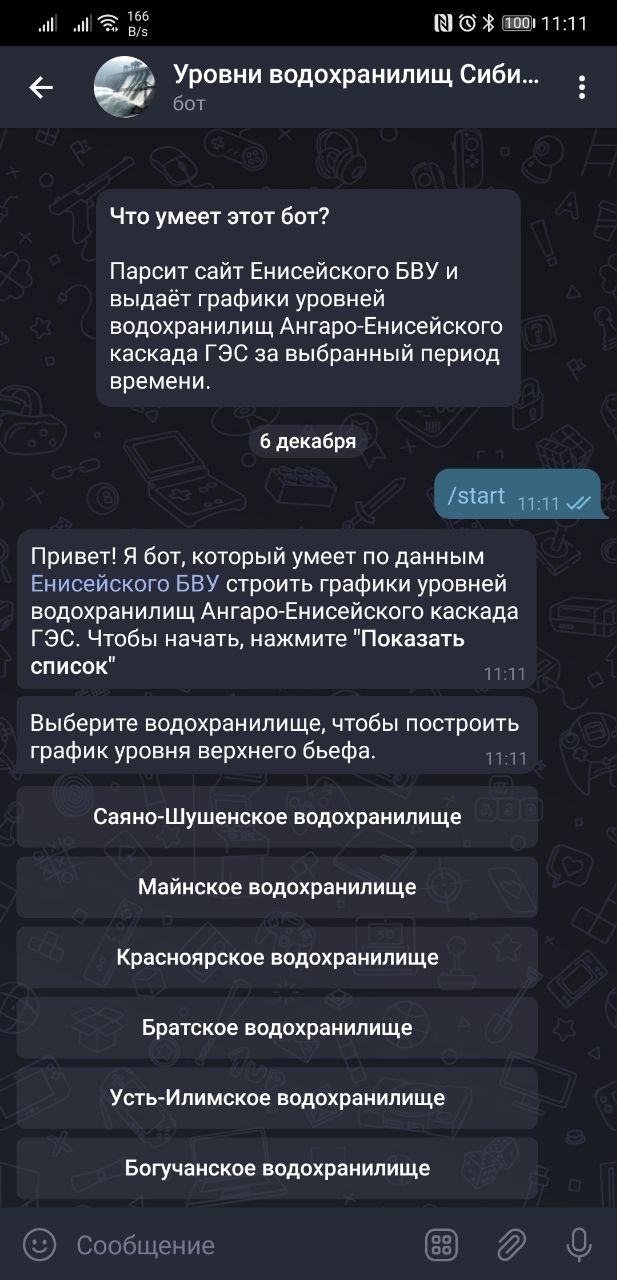 166
B/s
100
11:11
Уровни водохранилищ Сиби...
бот
Что умеет этот бот?
Парсит сайт Енисейского БВУ и
выдаёт графики уровней
водохранилищ Ангаро-Енисейского
каскада ГЭС за выбранный период
времени.
6 декабря
/start 11:11
Привет! Я бот, который умеет по данным
Енисейского БВУ строить графики уровней
водохранилищ Ангаро-Енисейского каскада
ГЭС. Чтобы начать, нажмите "Показать
список"
11:11
Выберите водохранилище, чтобы построить
график уровня верхнего бьефа.
11:11
Саяно-Шушенское водохранилище
Майнское водохранилище
Красноярское водохранилище
Братское водохранилище
Усть-Илимское водохранилище
Богучанское водохранилище
Сообщение